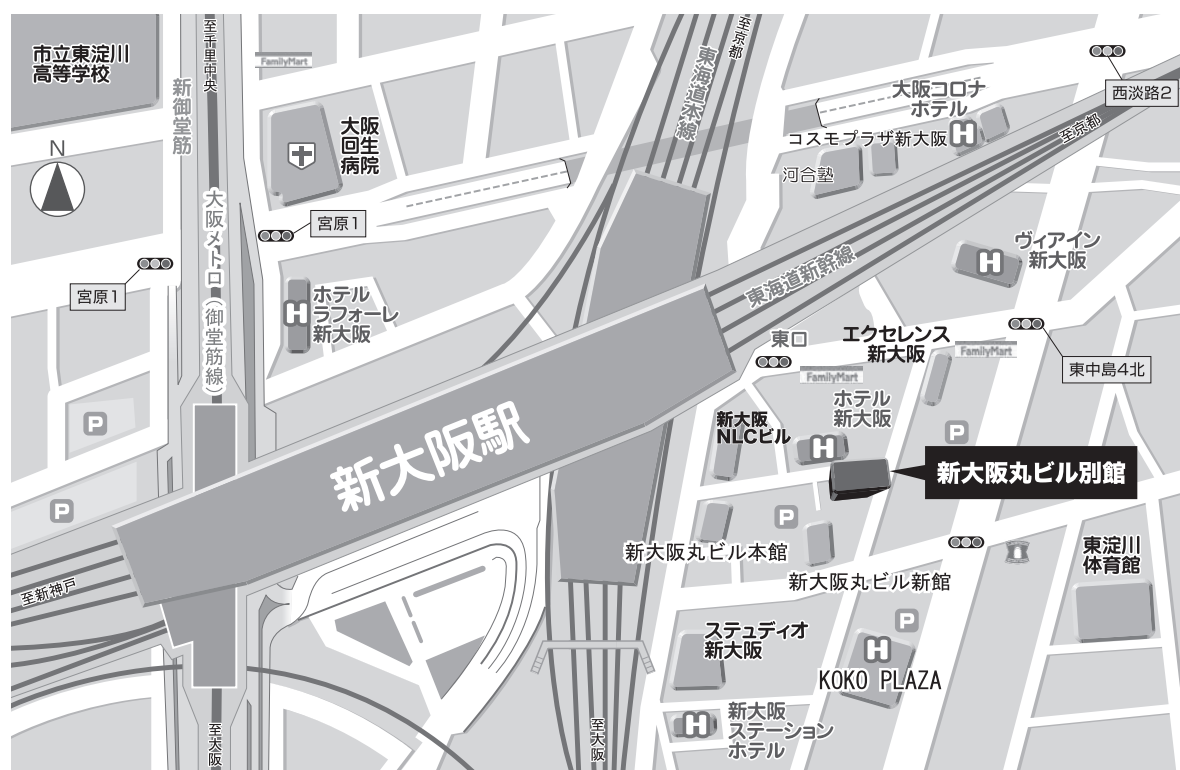 市立東淀川
高等学校
新御堂筋
至千里中央
FamilyMart
大阪
回生
病院
N
宮原1
宮原1
大阪メトロ(御堂筋線)
ホテル
ラフォーレ
新大阪
東海道本線
至京都
大阪コロナ
ホテル
H
コスモプラザ新大阪
河合塾
西淡路2
至京都
ヴィアイン
新大阪
H
東海道新幹線
東口
エクセレンス
新大阪
FamilyMart
FamilyMart
東中島4北
ホテル
新大阪
H
新大阪
NLCビル
P
P
P
H
新大阪駅
新大阪丸ビル別館
P
新大阪丸ビル本館
新大阪丸ビル新館
東淀川
体育館
至新神戸
ステュディオ
新大阪
P
H
KOKO PLAZA
H
新大阪
ステーション
ホテル
至大阪
至大阪